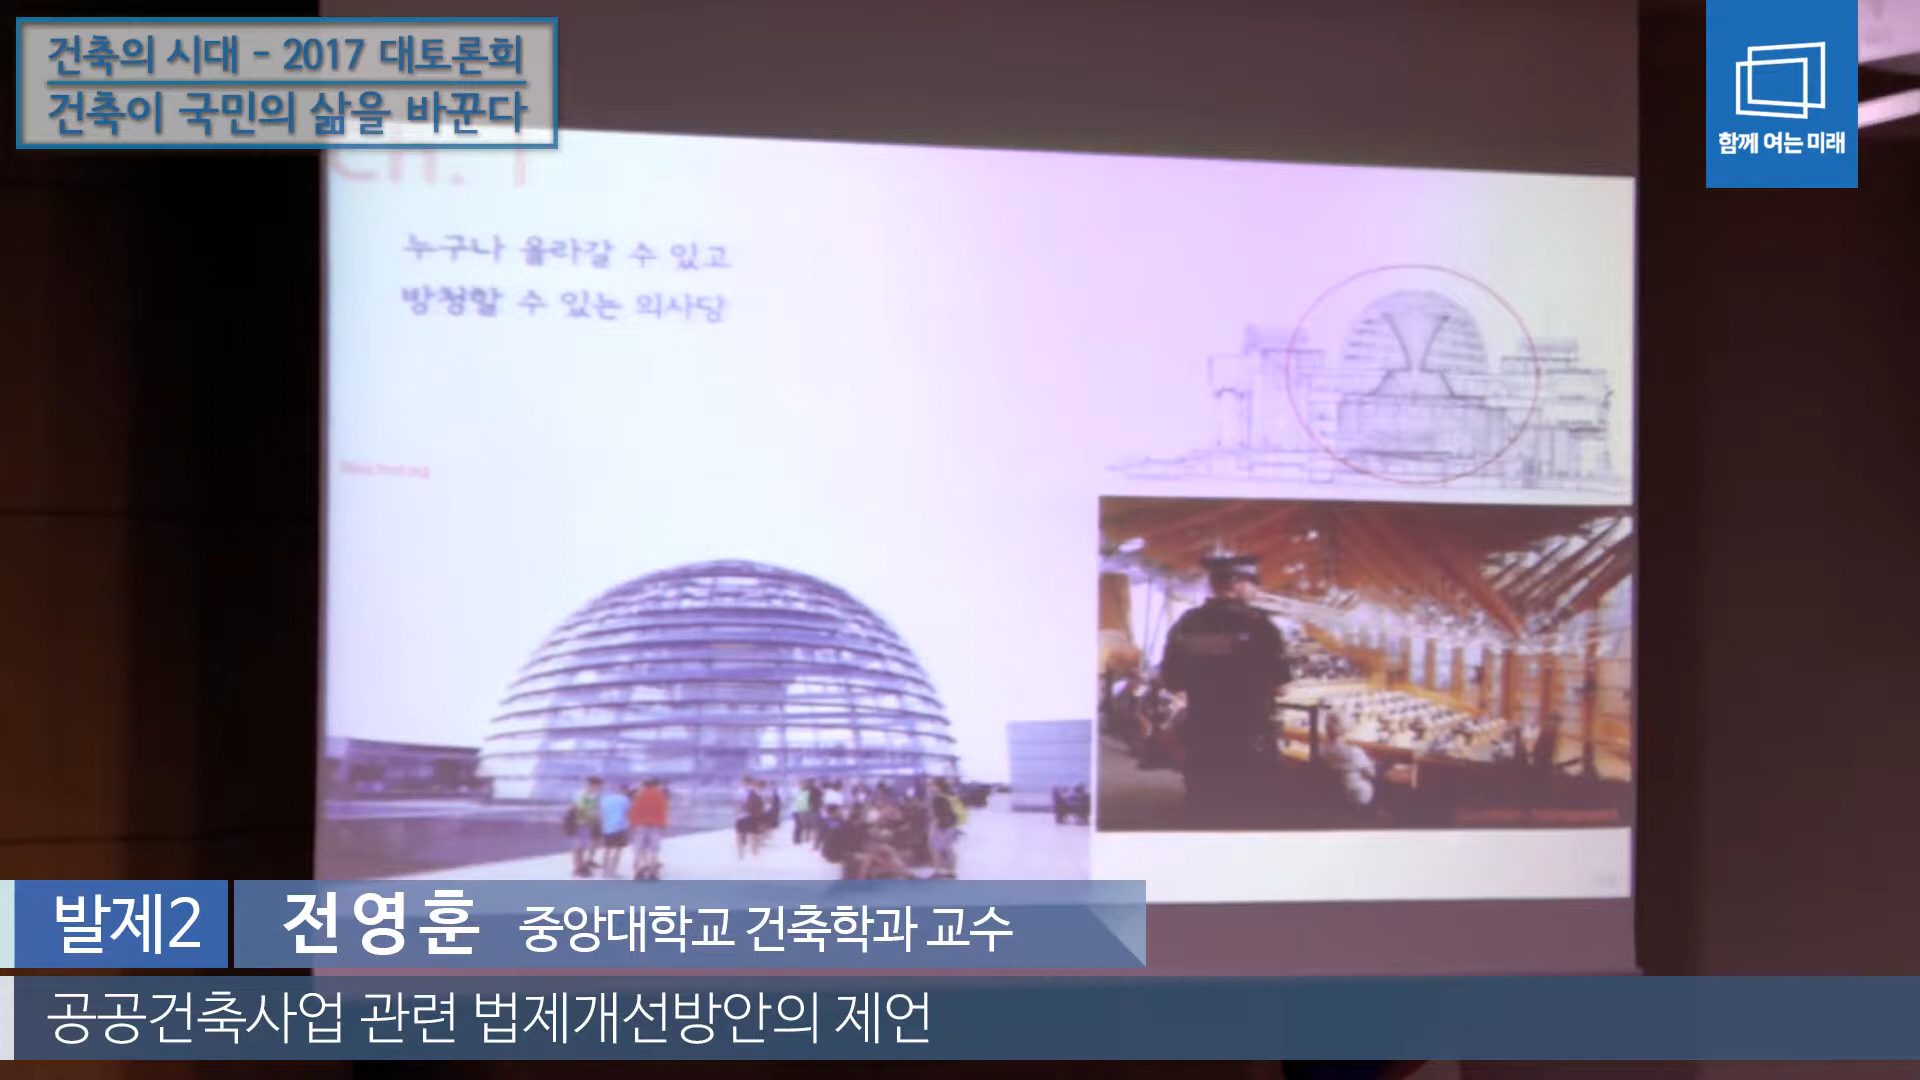 건축의 시대 - 2017 대토론회
건축이 국민의 삶을 바꾼다
함께 여는 미래
Ch. 1
누구나 올라갈 수 있고
방청할 수 있는 의사당
발제2 전영훈 중앙대학교 건축학과 교수
공공건축사업 관련 법제개선방안의 제언